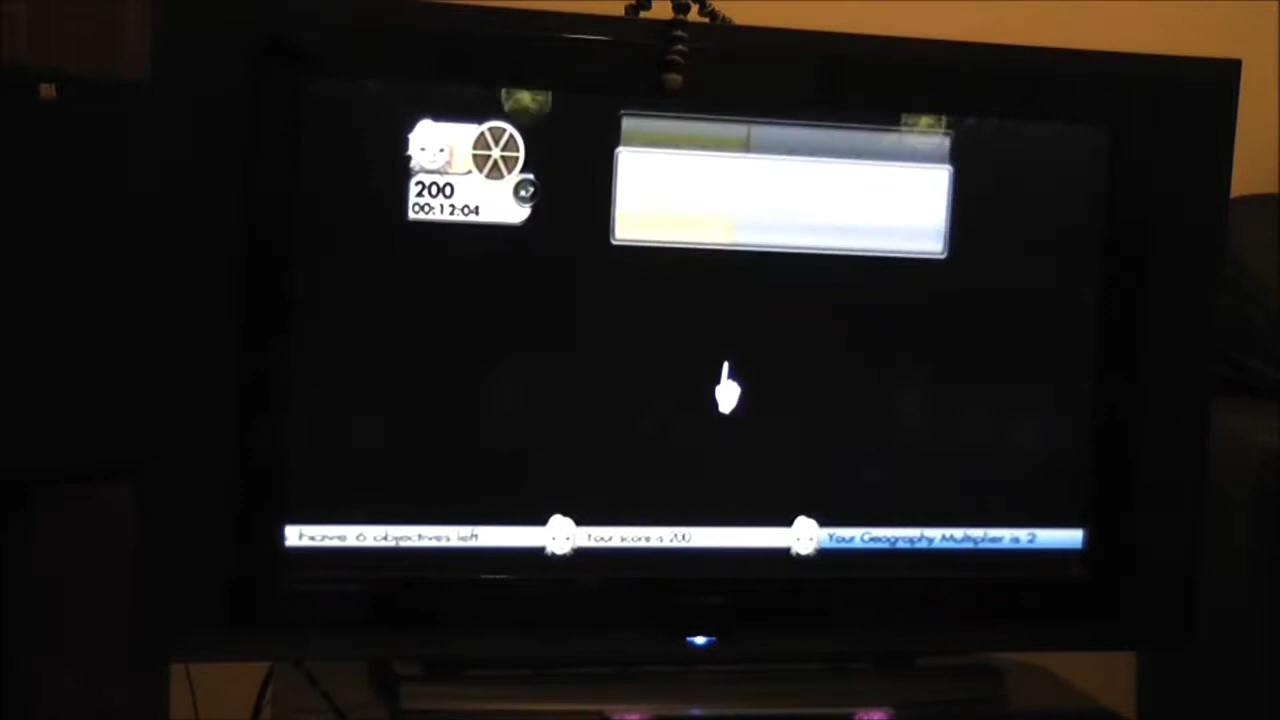 200
00:12:04
have 6 objectives left
Your score is 200
Your Geography Multiplier is 2